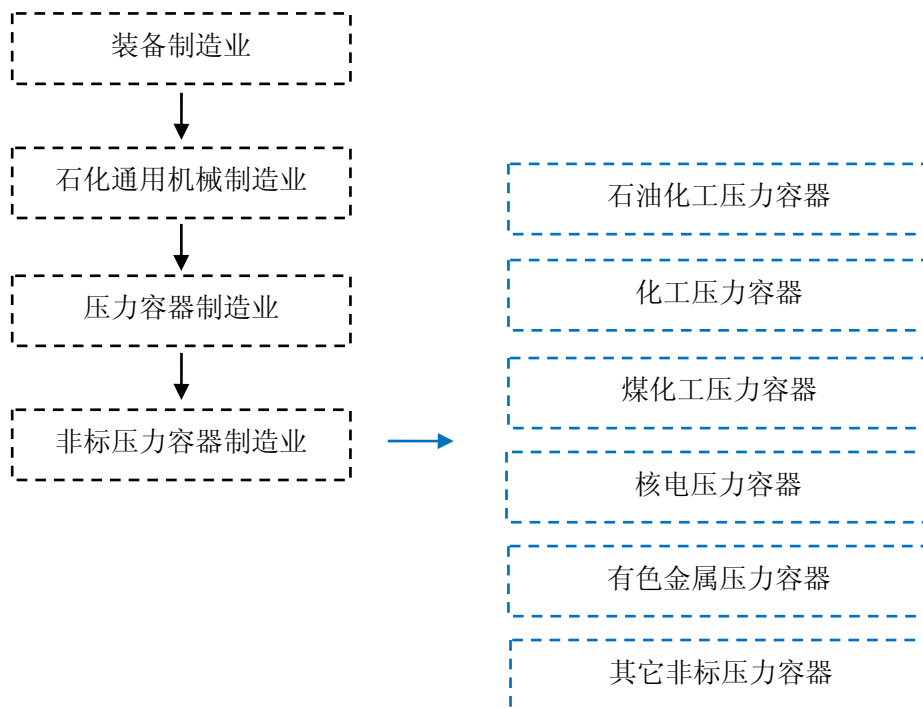 装备制造业
石化通用机械制造业
压力容器制造业
非标压力容器制造业
石油化工压力容器
化工压力容器
煤化工压力容器
核电压力容器
有色金属压力容器
其它非标压力容器